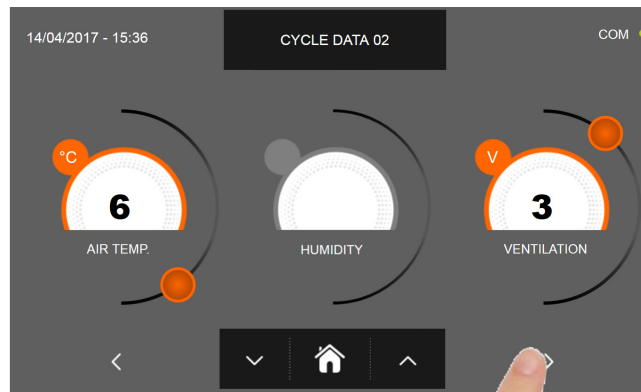 14/04/2017 - 15:36
CYCLE DATA 02
COM
°C
6
AIR TEMP.
HUMIDITY
V
3
VENTILATION